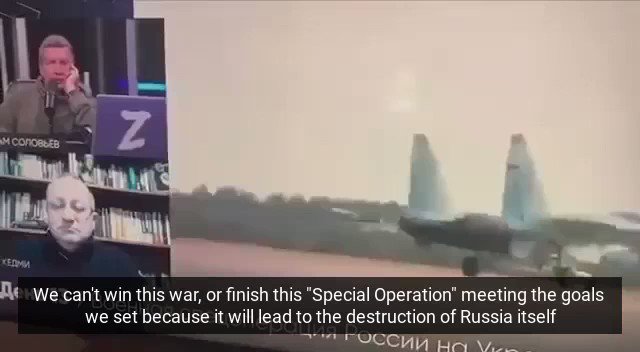 АМ СОЛОВЬЕВ
Z
КЕДМИ
День
We can't win this war, or finish this "Special Operation" meeting the goals
we set because it will lead to the destruction of Russia itself
ерация России на Укр